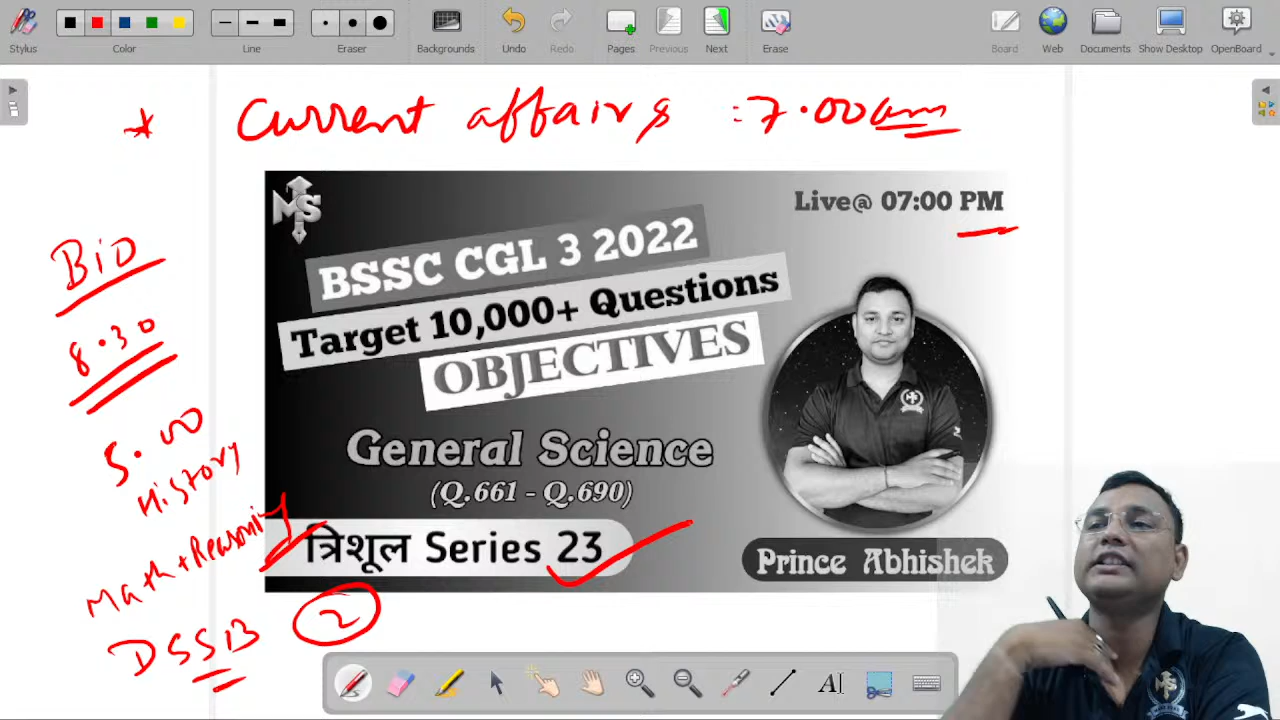 Stylus
Color
Line
Eraser
Backgrounds
Undo
Redo
Pages
Previous
Next
Erase
Board
Web
Documents
Show Desktop
OpenBoard
* Current affairs : 7.00am
Live@ 07:00 PM
MS
BSSC CGL 3 2022
Target 10,000+ Questions
OBJECTIVES
General Science
(Q.661 - Q.690)
त्रिशूल Series 23
Prince Abhishek
Bio
8.30
5.00
History
Math+Reasoning
DSSB 2
AI